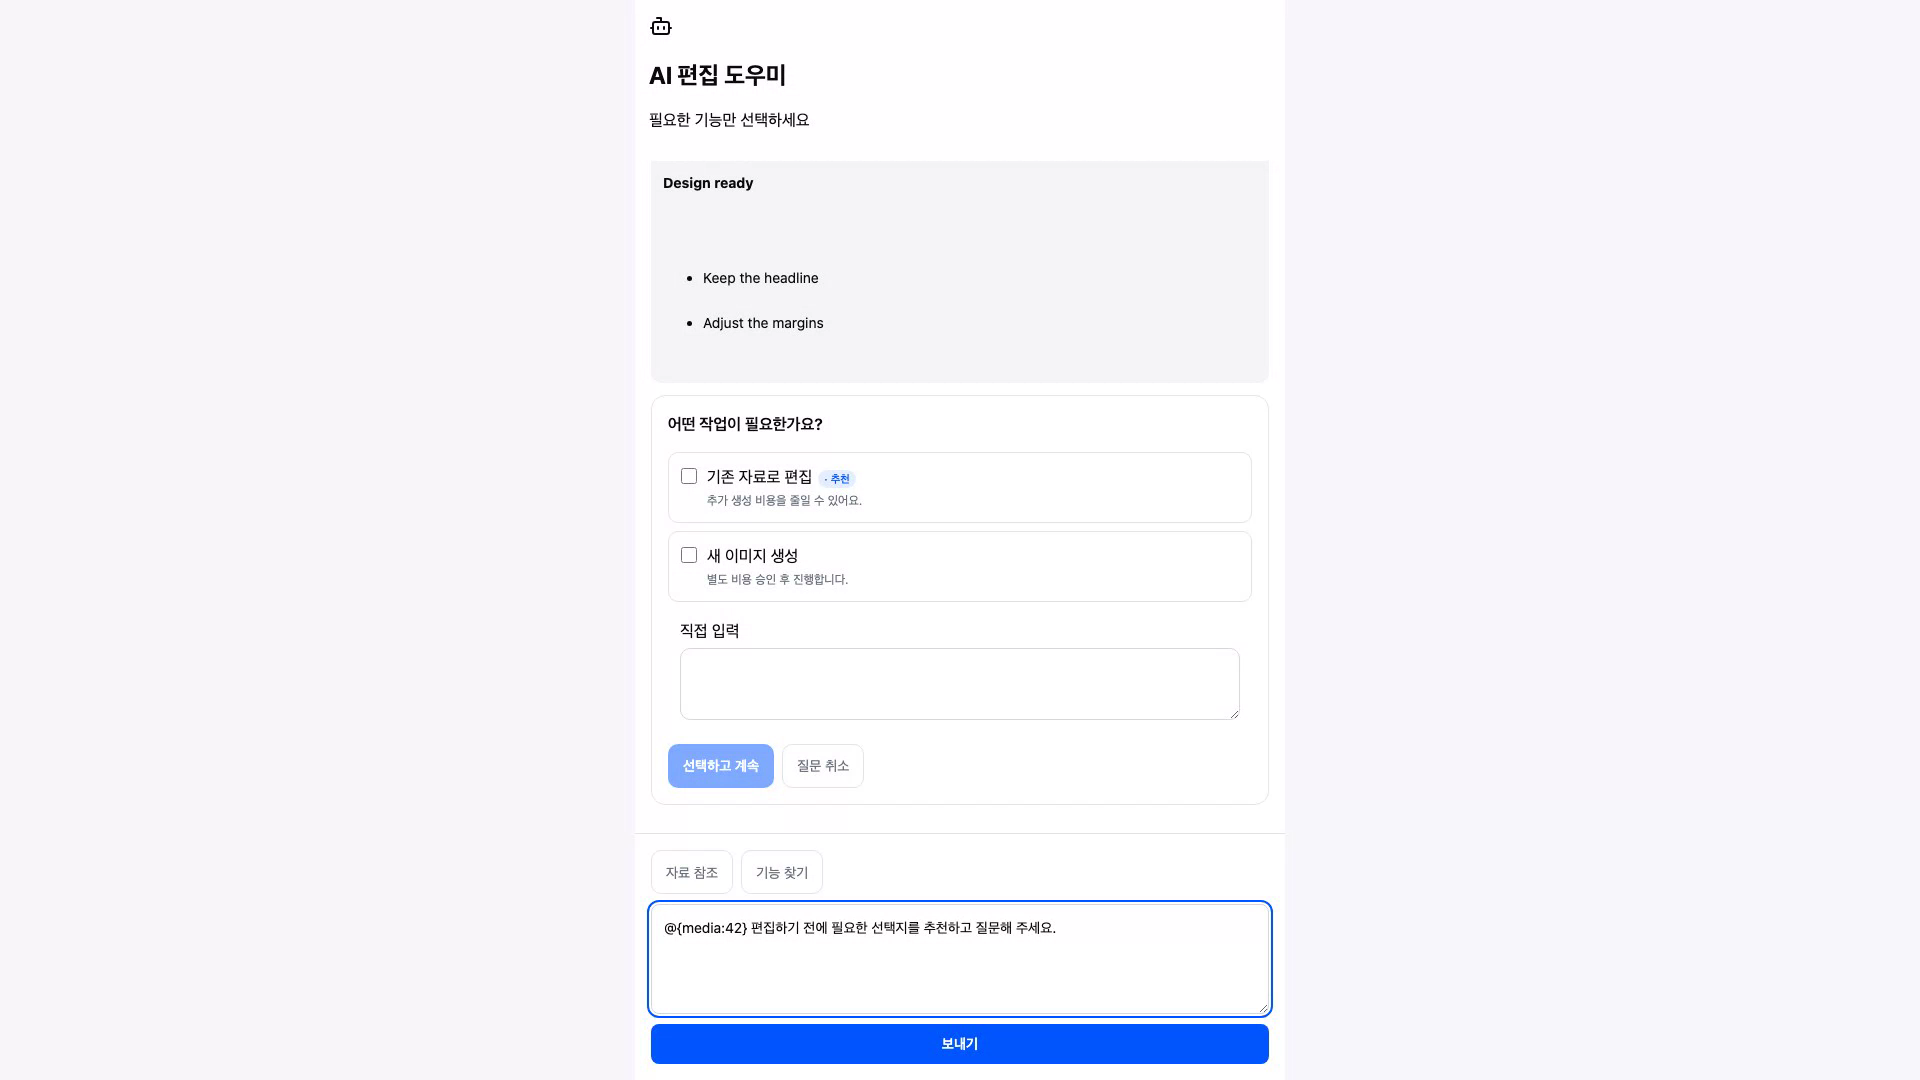 AI 편집 도우미
필요한 기능만 선택하세요
Design ready
• Keep the headline
• Adjust the margins
어떤 작업이 필요한가요?
기존 자료로 편집 · 추천
추가 생성 비용을 줄일 수 있어요.
새 이미지 생성
별도 비용 승인 후 진행합니다.
직접 입력
선택하고 계속 질문 취소
자료 참조 기능 찾기
@{media:42} 편집하기 전에 필요한 선택지를 추천하고 질문해 주세요.
보내기